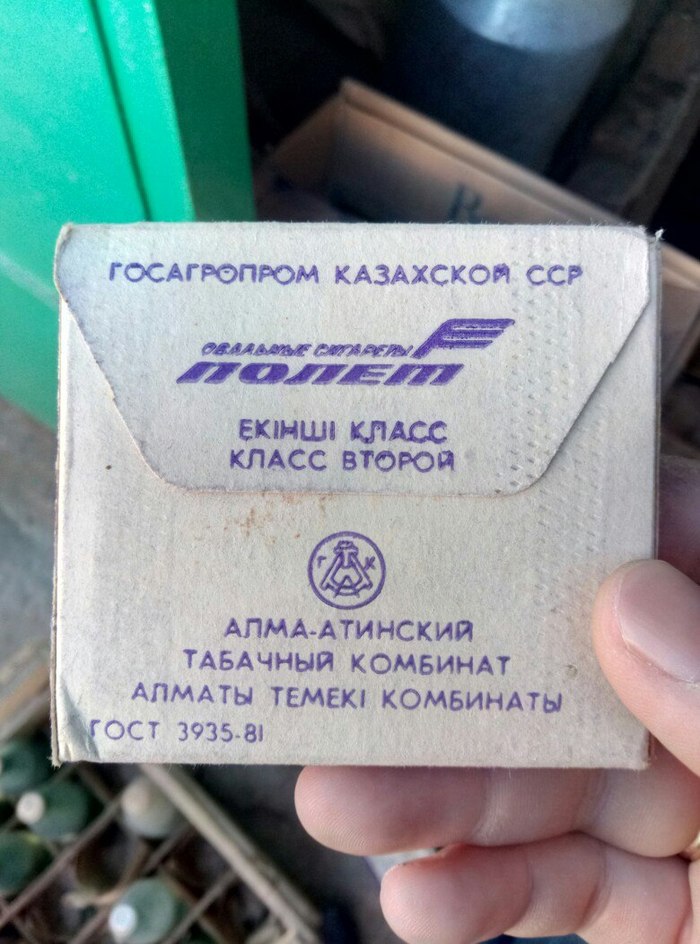 ГОСАГРОПРОМ КАЗАХСКОЙ ССР
ОВАЛЬНЫЕ СИГАРЕТЫ
ПОЛЕТ
ЕКІНШІ КЛАСС
КЛАСС ВТОРОЙ
Г К
АЛМА-АТИНСКИЙ
ТАБАЧНЫЙ КОМБИНАТ
АЛМАТЫ ТЕМЕКІ КОМБИНАТЫ
ГОСТ 3935-81